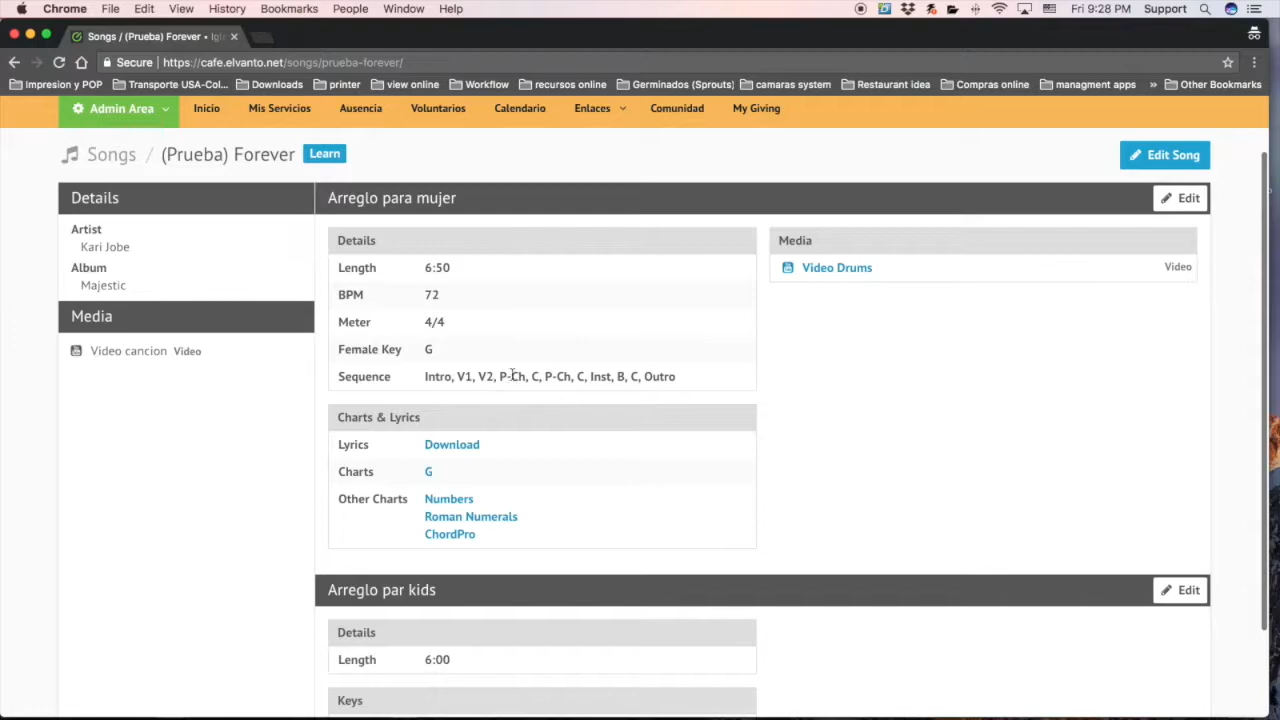 Chrome File Edit View History Bookmarks People Window Help Fri 9:28 PM Support
Songs / (Prueba) Forever •
Secure https://cafe.elvanto.net/songs/prueba-forever/
Impresion y POP Transporte USA-Col... Downloads printer view online Workflow recursos online Germinados (Sprouts) camaras system Restaurant idea Compras online managment apps » Other Bookmarks
Admin Area Inicio Mis Servicios Ausencia Voluntarios Calendario Enlaces Comunidad My Giving
Songs / (Prueba) Forever Learn Edit Song
Details
Artist
Kari Jobe
Album
Majestic
Media
Video cancion Video
Arreglo para mujer Edit
Details
Length 6:50
BPM 72
Meter 4/4
Female Key G
Sequence Intro, V1, V2, P-Ch, C, P-Ch, C, Inst, B, C, Outro
Media
Video Drums Video
Charts & Lyrics
Lyrics Download
Charts G
Other Charts Numbers
Roman Numerals
ChordPro
Arreglo par kids Edit
Details
Length 6:00
Keys